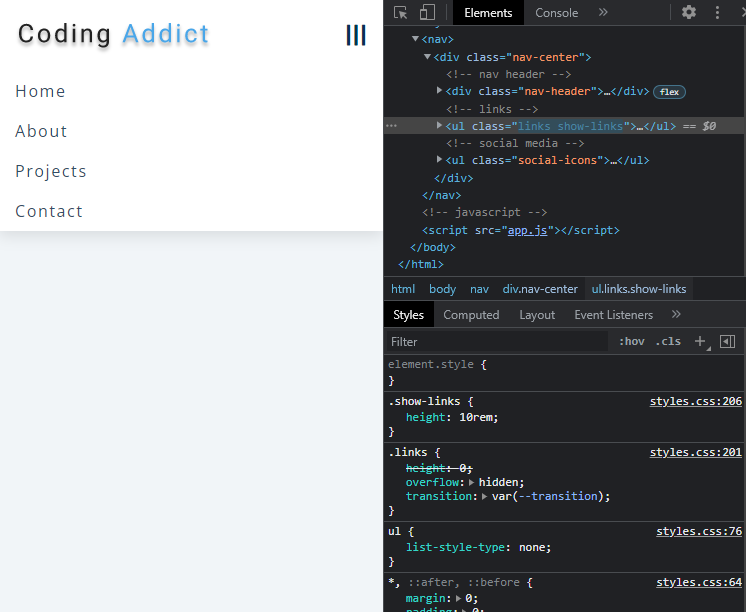 Coding Addict
Home
About
Projects
Contact
Elements Console »
<nav>
<div class="nav-center">
<!-- nav header -->
<div class="nav-header">…</div> flex
<!-- links -->
<ul class="links show-links">…</ul> == $0
<!-- social media -->
<ul class="social-icons">…</ul>
</div>
</nav>
<!-- javascript -->
<script src="app.js"></script>
</body>
</html>
html body nav div.nav-center ul.links.show-links
Styles Computed Layout Event Listeners »
Filter :hov .cls +
element.style {
}
.show-links { styles.css:206
height: 10rem;
}
.links { styles.css:201
height: 0;
overflow: hidden;
transition: var(--transition);
}
ul { styles.css:76
list-style-type: none;
}
*, ::after, ::before { styles.css:64
margin: 0;
padding: 0;